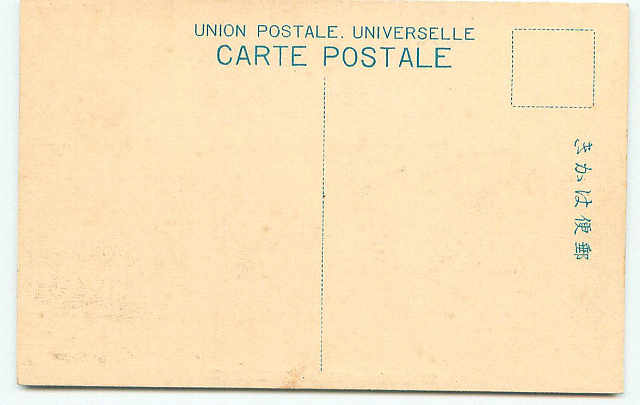 UNION POSTALE. UNIVERSELLE
CARTE POSTALE
郵便はかき